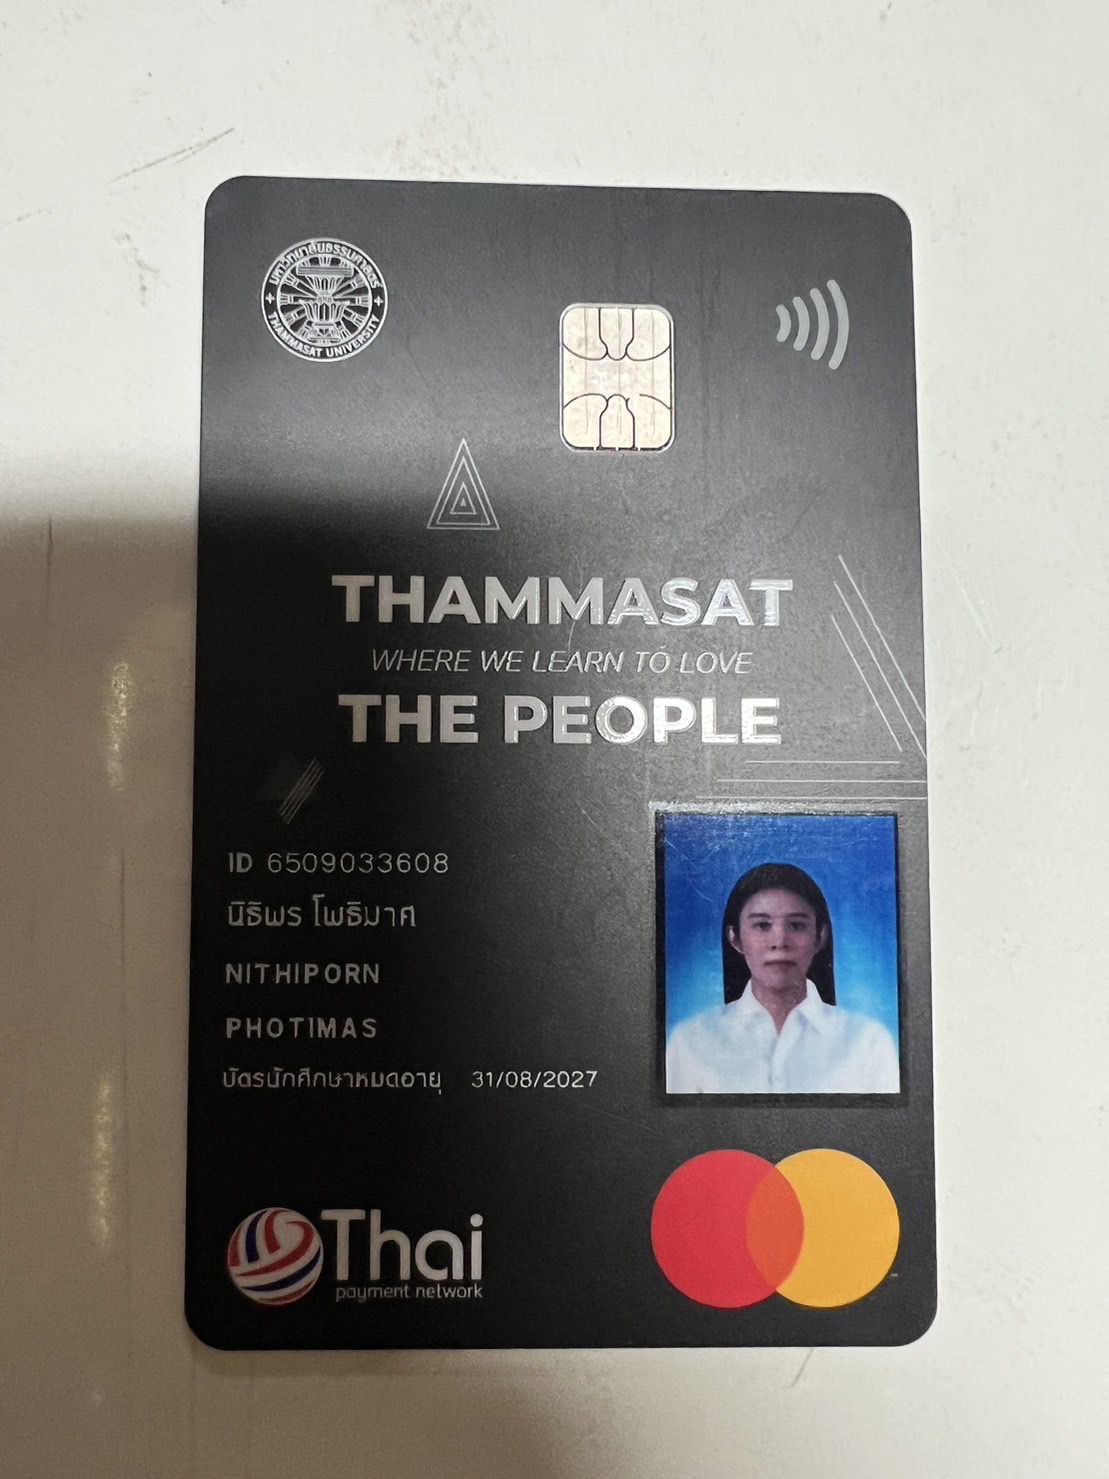 มหาวิทยาลัยธรรมศาสตร์
THAMMASAT UNIVERSITY
THAMMASAT
WHERE WE LEARN TO LOVE
THE PEOPLE
ID 6509033608
นิธิพร โพธิมาศ
NITHIPORN
PHOTIMAS
บัตรนักศึกษาหมดอายุ 31/08/2027
Thai
payment network